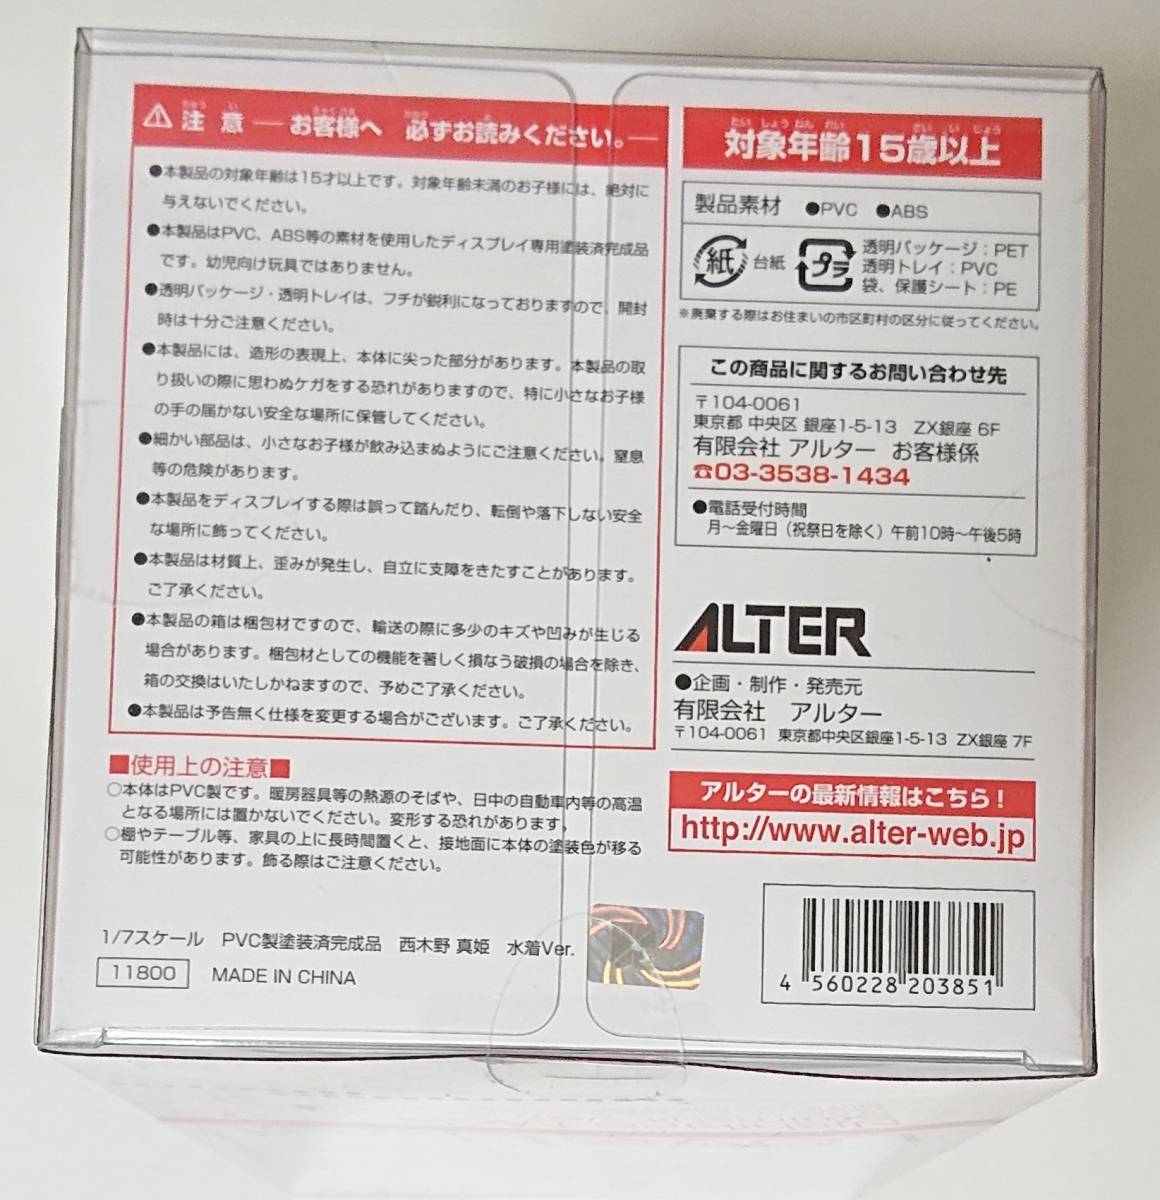 ⚠注意 ― お客様へ 必ずお読みください。―
●本製品の対象年齢は15才以上です。対象年齢未満のお子様には、絶対に
与えないでください。
●本製品はPVC、ABS等の素材を使用したディスプレイ専用塗装済完成品
です。幼児向け玩具ではありません。
●透明パッケージ・透明トレイは、フチが鋭利になっておりますので、開封
時は十分ご注意ください。
●本製品には、造形の表現上、本体に尖った部分があります。本製品の取
り扱いの際に思わぬケガをする恐れがありますので、特に小さなお子様
の手の届かない安全な場所に保管してください。
●細かい部品は、小さなお子様が飲み込まぬようにご注意ください。窒息
等の危険があります。
●本製品をディスプレイする際は誤って踏んだり、転倒や落下しない安全
な場所に飾ってください。
●本製品は材質上、歪みが発生し、自立に支障をきたすことがあります。
ご了承ください。
●本製品の箱は梱包材ですので、輸送の際に多少のキズや凹みが生じる
場合があります。梱包材としての機能を著しく損なう破損の場合を除き、
箱の交換はいたしかねますので、予めご了承ください。
●本製品は予告無く仕様を変更する場合がございます。ご了承ください。
■使用上の注意■
○本体はPVC製です。暖房器具等の熱源のそばや、日中の自動車内等の高温
となる場所には置かないでください。変形する恐れがあります。
○棚やテーブル等、家具の上に長時間置くと、接地面に本体の塗装色が移る
可能性があります。飾る際はご注意ください。
1/7スケール PVC製塗装済完成品 西木野 真姫 水着Ver.
11800 MADE IN CHINA
たい しょう ねん れい さい い じょう
対象年齢15歳以上
製品素材 ●PVC ●ABS
紙 台紙 プラ 透明パッケージ：PET
透明トレイ：PVC
袋、保護シート：PE
※廃棄する際はお住まいの市区町村の区分に従ってください。
この商品に関するお問い合わせ先
〒104-0061
東京都 中央区 銀座1-5-13 ZX銀座 6F
有限会社 アルター お客様係
☎03-3538-1434
●電話受付時間
月～金曜日（祝祭日を除く）午前10時～午後5時
ALTER
●企画・制作・発売元
有限会社 アルター
〒104-0061 東京都中央区銀座1-5-13 ZX銀座 7F
アルターの最新情報はこちら！
http://www.alter-web.jp
4 560228 203851